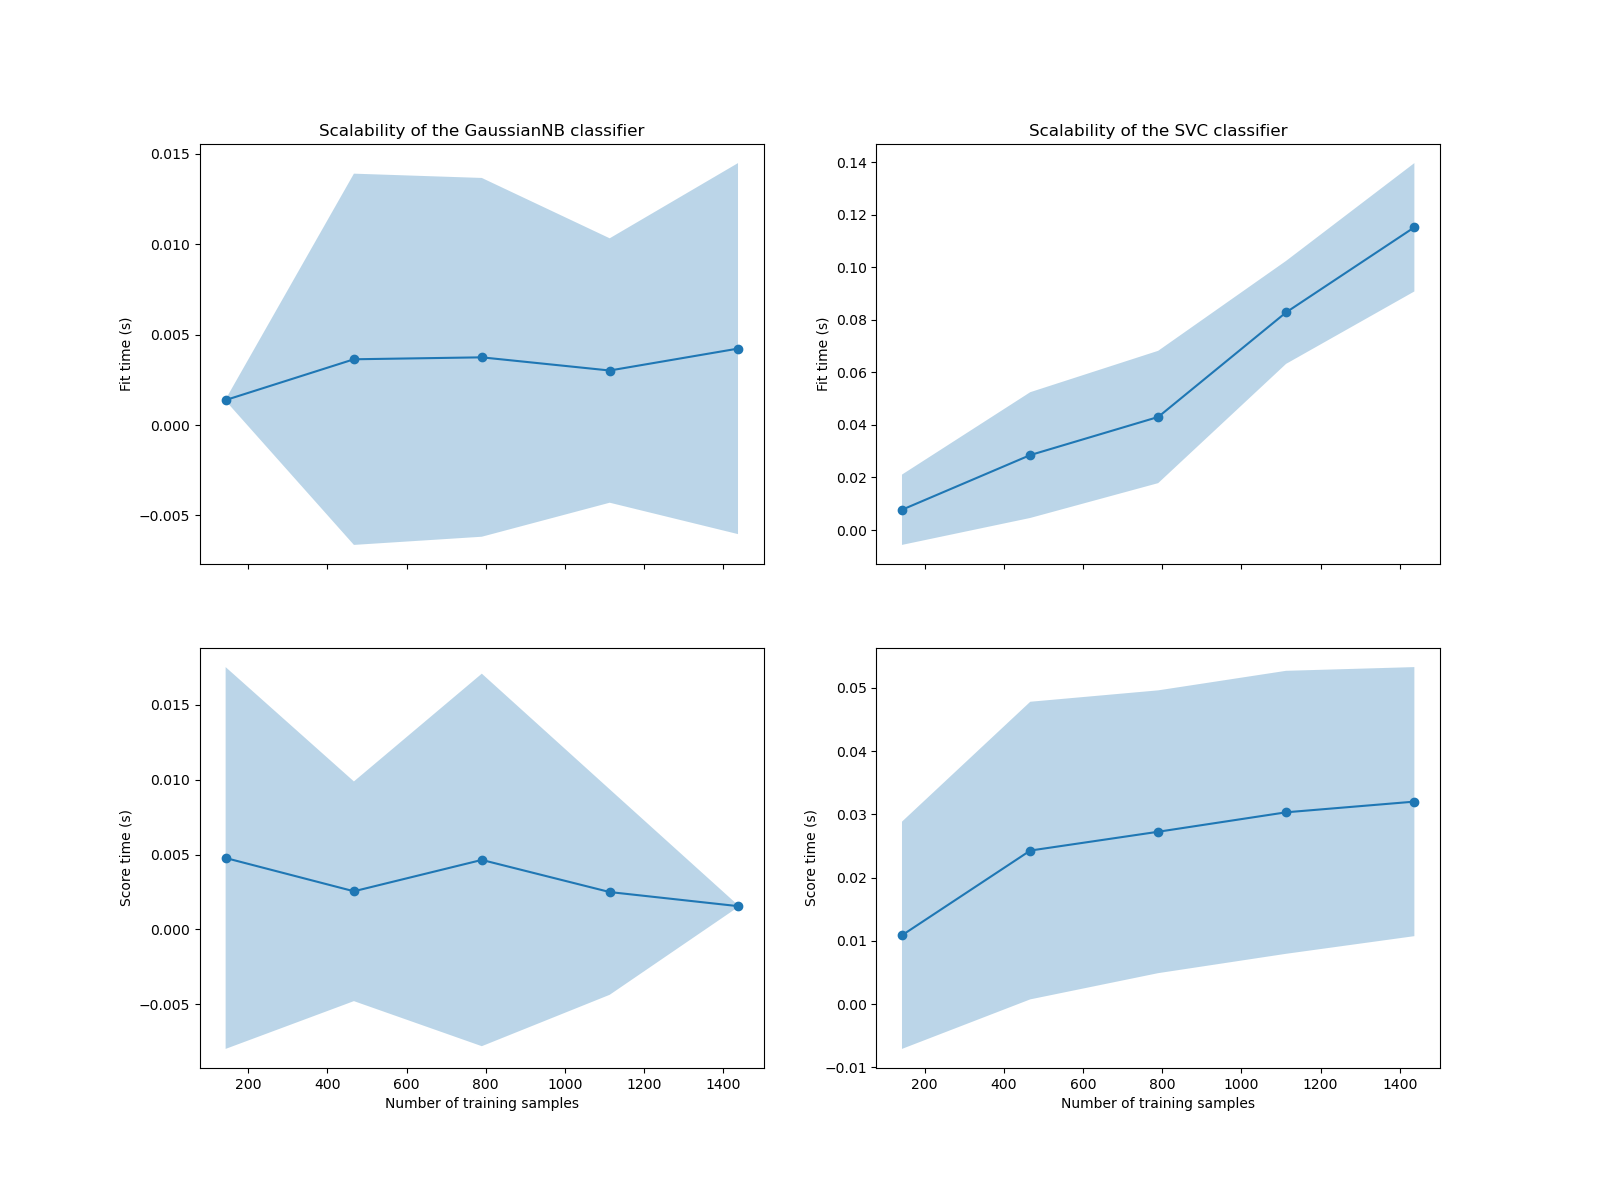 Scalability of the GaussianNB classifier
0.015
0.010
0.005
0.000
−0.005
Fit time (s)
Scalability of the SVC classifier
0.14
0.12
0.10
0.08
0.06
0.04
0.02
0.00
Fit time (s)
0.015
0.010
0.005
0.000
−0.005
Score time (s)
200 400 600 800 1000 1200 1400
Number of training samples
0.05
0.04
0.03
0.02
0.01
0.00
−0.01
Score time (s)
200 400 600 800 1000 1200 1400
Number of training samples